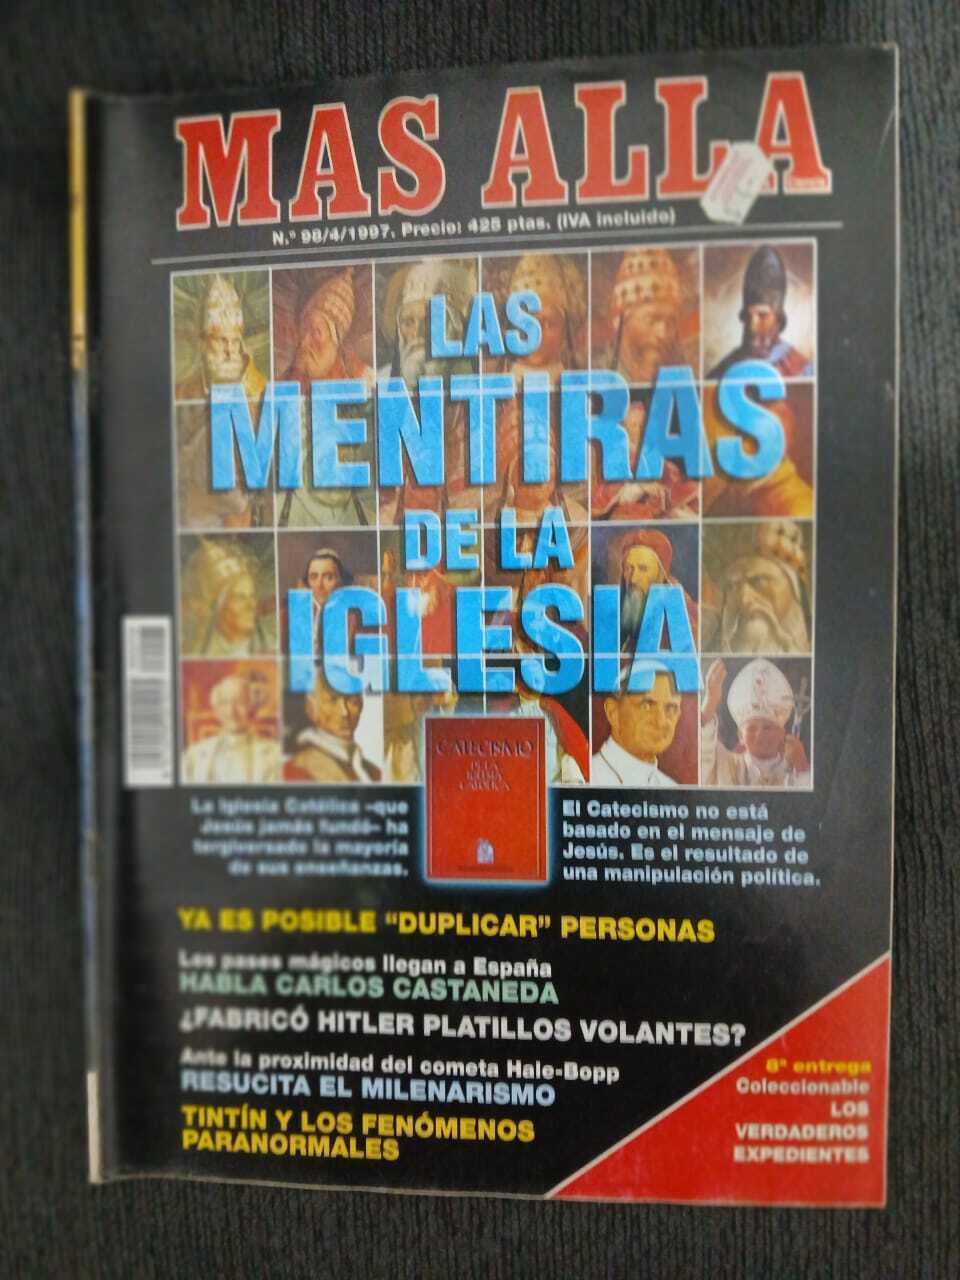 MAS ALLA
N.º 98/4/1997. Precio: 425 ptas. (IVA incluido)
LAS
MENTIRAS
DE LA
IGLESIA
CATECISMO
DE LA
IGLESIA
CATÓLICA
La Iglesia Católica –que
Jesús jamás fundó– ha
tergiversado la mayoría
de sus enseñanzas.
El Catecismo no está
basado en el mensaje de
Jesús. Es el resultado de
una manipulación política.
YA ES POSIBLE "DUPLICAR" PERSONAS
Los pases mágicos llegan a España
HABLA CARLOS CASTANEDA
¿FABRICÓ HITLER PLATILLOS VOLANTES?
Ante la proximidad del cometa Hale-Bopp
RESUCITA EL MILENARISMO
TINTÍN Y LOS FENÓMENOS
PARANORMALES
8ª entrega
Coleccionable
LOS
VERDADEROS
EXPEDIENTES